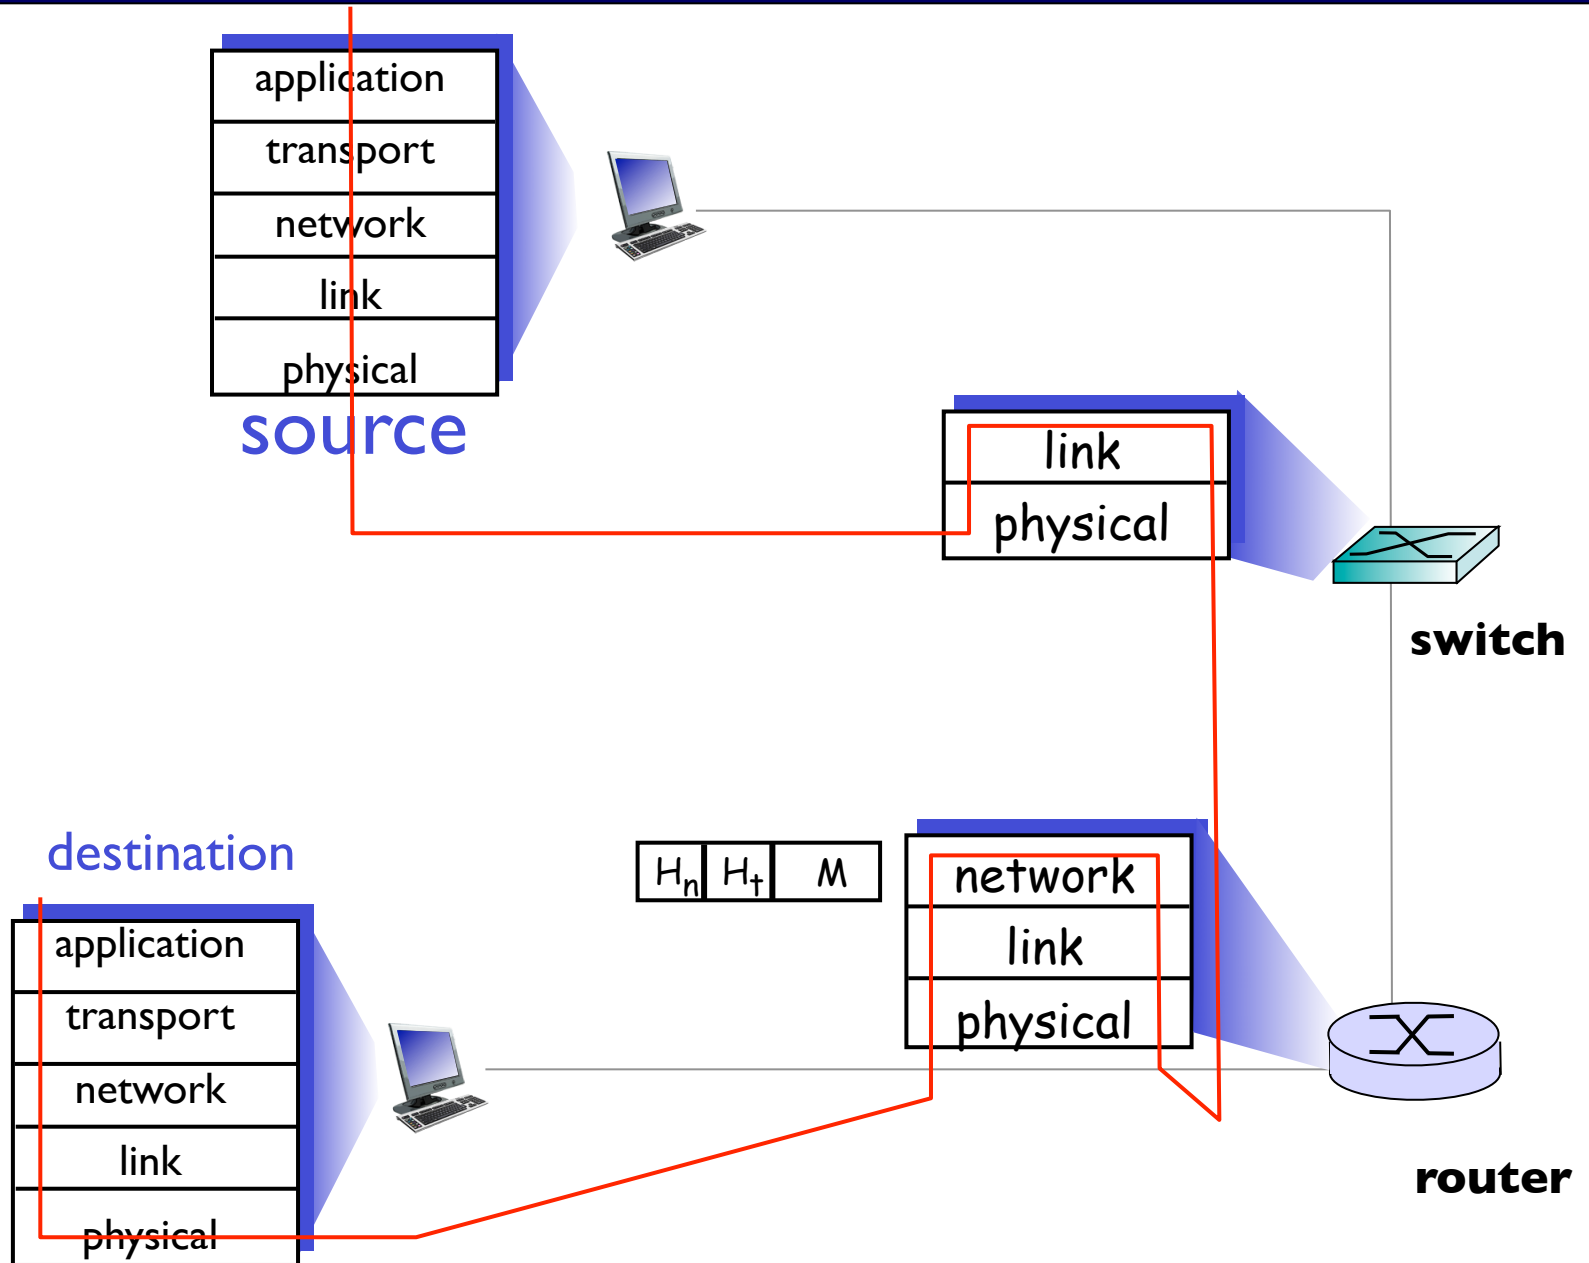 application
transport
network
link
physical
source
link
physical
switch
destination
Hn Ht M
network
link
physical
application
transport
network
link
physical
router